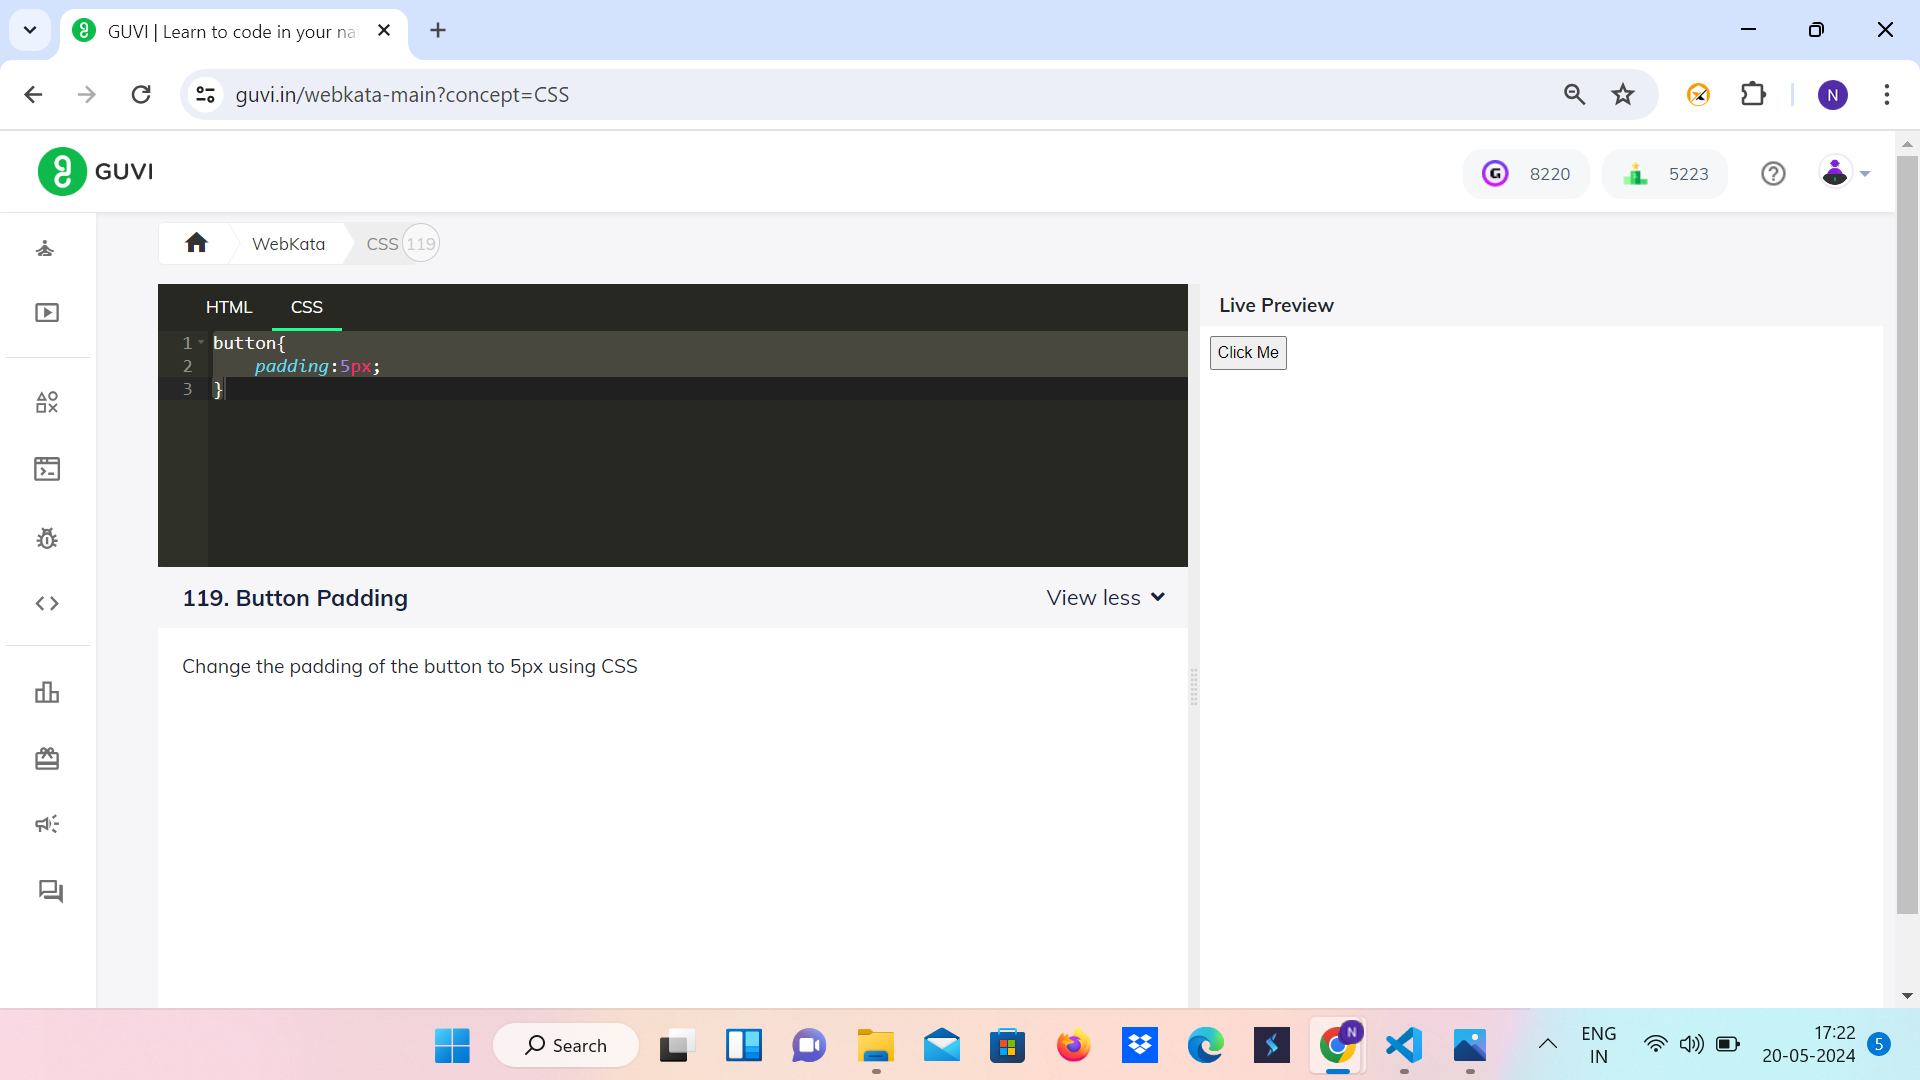 GUVI | Learn to code in your na
guvi.in/webkata-main?concept=CSS
N
GUVI
8220
5223
WebKata
CSS 119
HTML
CSS
Live Preview
1 button{
2 padding:5px;
3 }
Click Me
119. Button Padding
View less
Change the padding of the button to 5px using CSS
Search
N
ENG
IN
17:22
20-05-2024
5